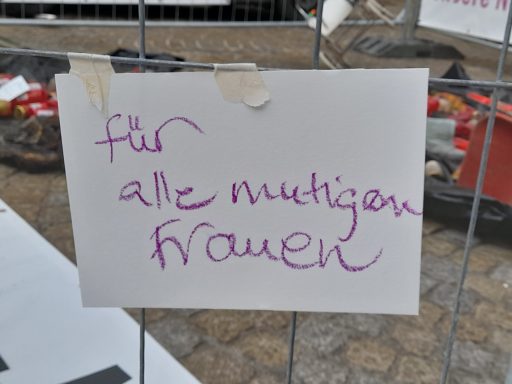 für
alle mutigen
Frauen